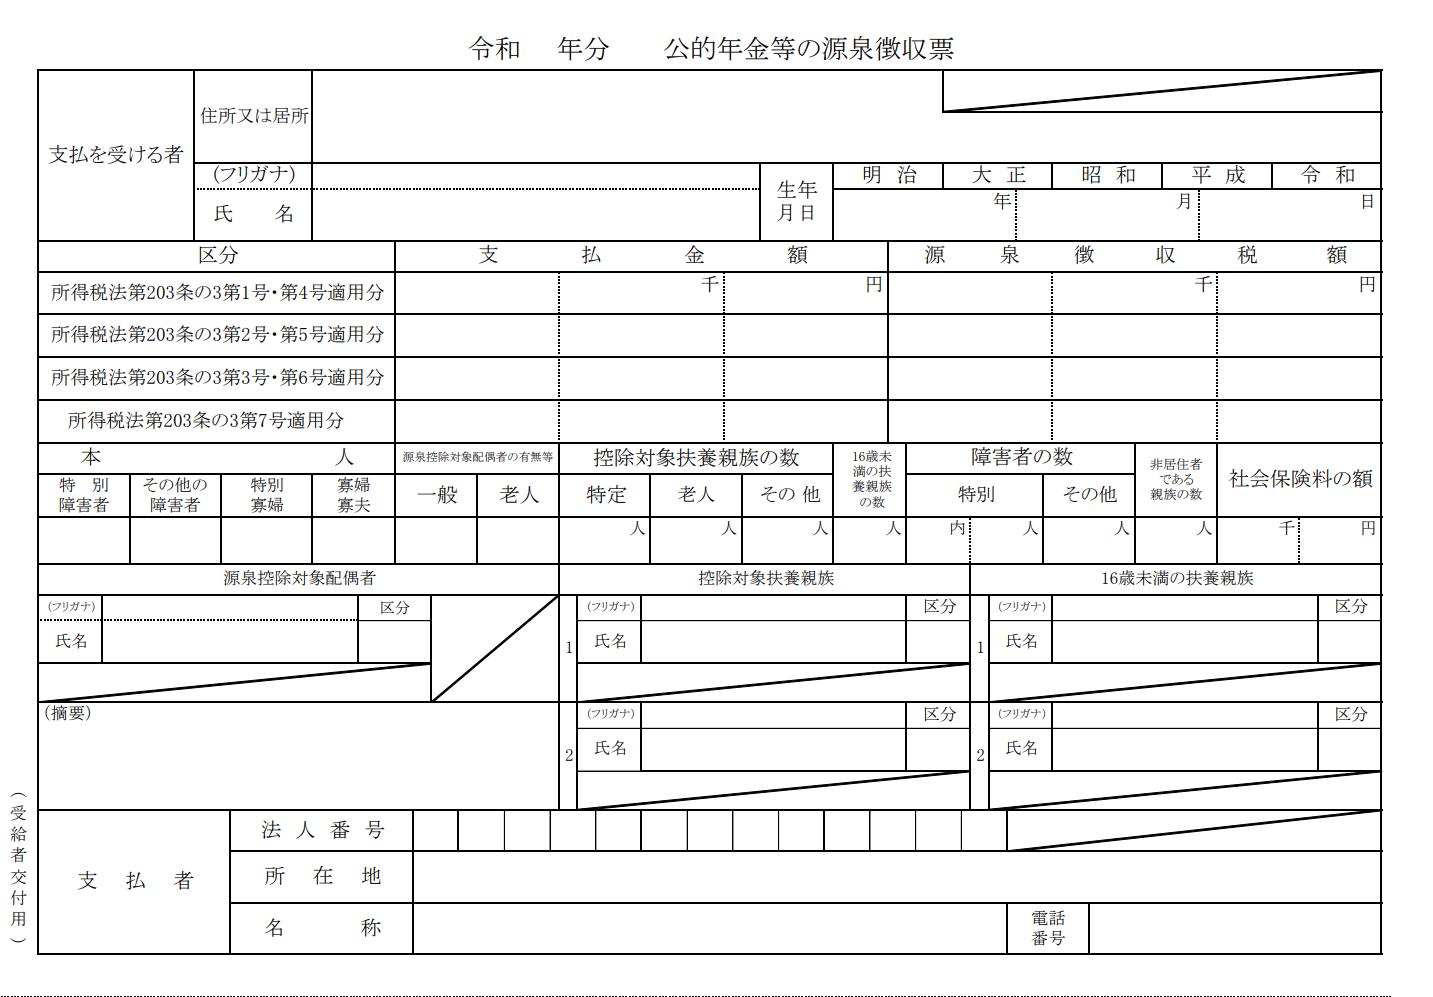 令和　年分　公的年金等の源泉徴収票
支払を受ける者
住所又は居所
(フリガナ)
氏　名
生年
月日
明治　大正　昭和　平成　令和
年　月　日
区分　支払金額　源泉徴収税額
所得税法第203条の3第1号・第4号適用分　千　円　千　円
所得税法第203条の3第2号・第5号適用分
所得税法第203条の3第3号・第6号適用分
所得税法第203条の3第7号適用分
本人
特別
障害者
その他の
障害者
特別
寡婦
寡婦
寡夫
源泉控除対象配偶者の有無等
一般　老人
控除対象扶養親族の数
特定　老人　その他
16歳未
満の扶
養親族
の数
障害者の数
特別　その他
非居住者
である
親族の数
社会保険料の額
人　人　人　人　内　人　人　人　千　円
源泉控除対象配偶者　控除対象扶養親族　16歳未満の扶養親族
(フリガナ)　区分
氏名
1
(フリガナ)　区分
氏名
1
(フリガナ)　区分
氏名
(摘要)
2
(フリガナ)　区分
氏名
2
(フリガナ)　区分
氏名
(受給者交付用)
支払者
法人番号
所在地
名称
電話
番号